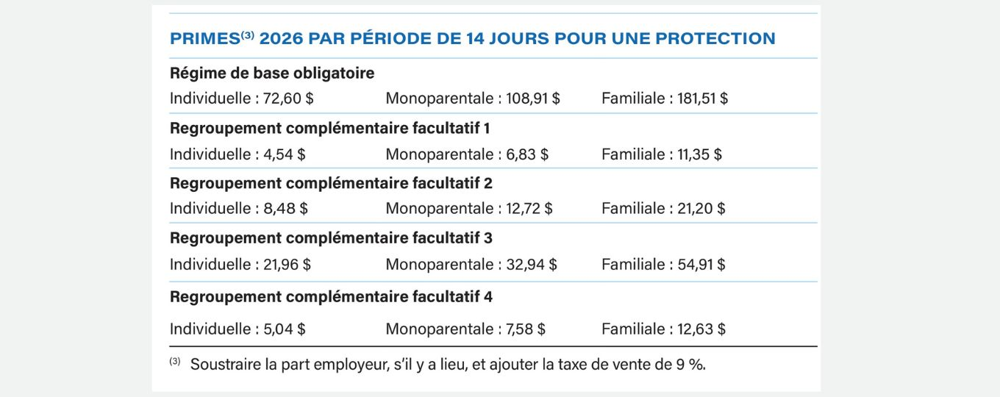 PRIMES(3) 2026 PAR PÉRIODE DE 14 JOURS POUR UNE PROTECTION
Régime de base obligatoire
Individuelle : 72,60 $ Monoparentale : 108,91 $ Familiale : 181,51 $
Regroupement complémentaire facultatif 1
Individuelle : 4,54 $ Monoparentale : 6,83 $ Familiale : 11,35 $
Regroupement complémentaire facultatif 2
Individuelle : 8,48 $ Monoparentale : 12,72 $ Familiale : 21,20 $
Regroupement complémentaire facultatif 3
Individuelle : 21,96 $ Monoparentale : 32,94 $ Familiale : 54,91 $
Regroupement complémentaire facultatif 4
Individuelle : 5,04 $ Monoparentale : 7,58 $ Familiale : 12,63 $
(3) Soustraire la part employeur, s’il y a lieu, et ajouter la taxe de vente de 9 %.